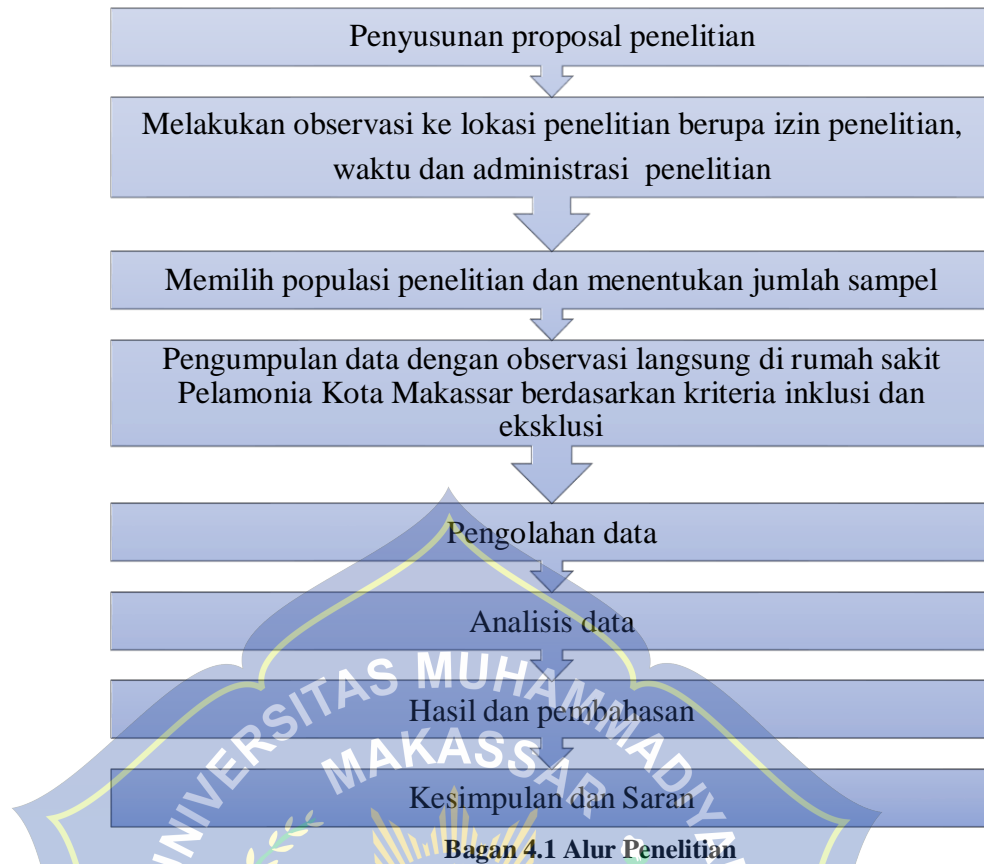 Penyusunan proposal penelitian
Melakukan observasi ke lokasi penelitian berupa izin penelitian,
waktu dan administrasi penelitian
Memilih populasi penelitian dan menentukan jumlah sampel
Pengumpulan data dengan observasi langsung di rumah sakit
Pelamonia Kota Makassar berdasarkan kriteria inklusi dan
eksklusi
Pengolahan data
Analisis data
UNIVERSITAS MUHAMMADIYAH
Hasil dan pembahasan
MAKASSAR
Kesimpulan dan Saran
Bagan 4.1 Alur Penelitian